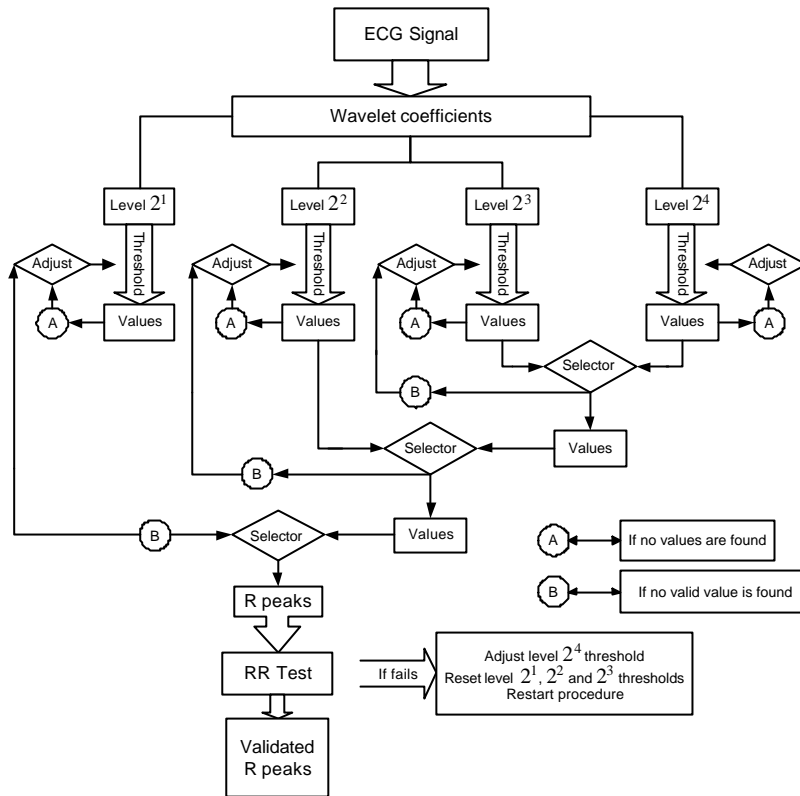 ECG Signal
Wavelet coefficients
Level 2¹
Level 2²
Level 2³
Level 2⁴
Adjust
Threshold
Adjust
Threshold
Adjust
Threshold
Threshold
Adjust
A
Values
A
Values
A
Values
Values
A
Selector
B
Selector
Values
B
B
Selector
Values
A
If no values are found
B
If no valid value is found
R peaks
RR Test
If fails
Adjust level 2⁴ threshold
Reset level 2¹, 2² and 2³ thresholds
Restart procedure
Validated
R peaks